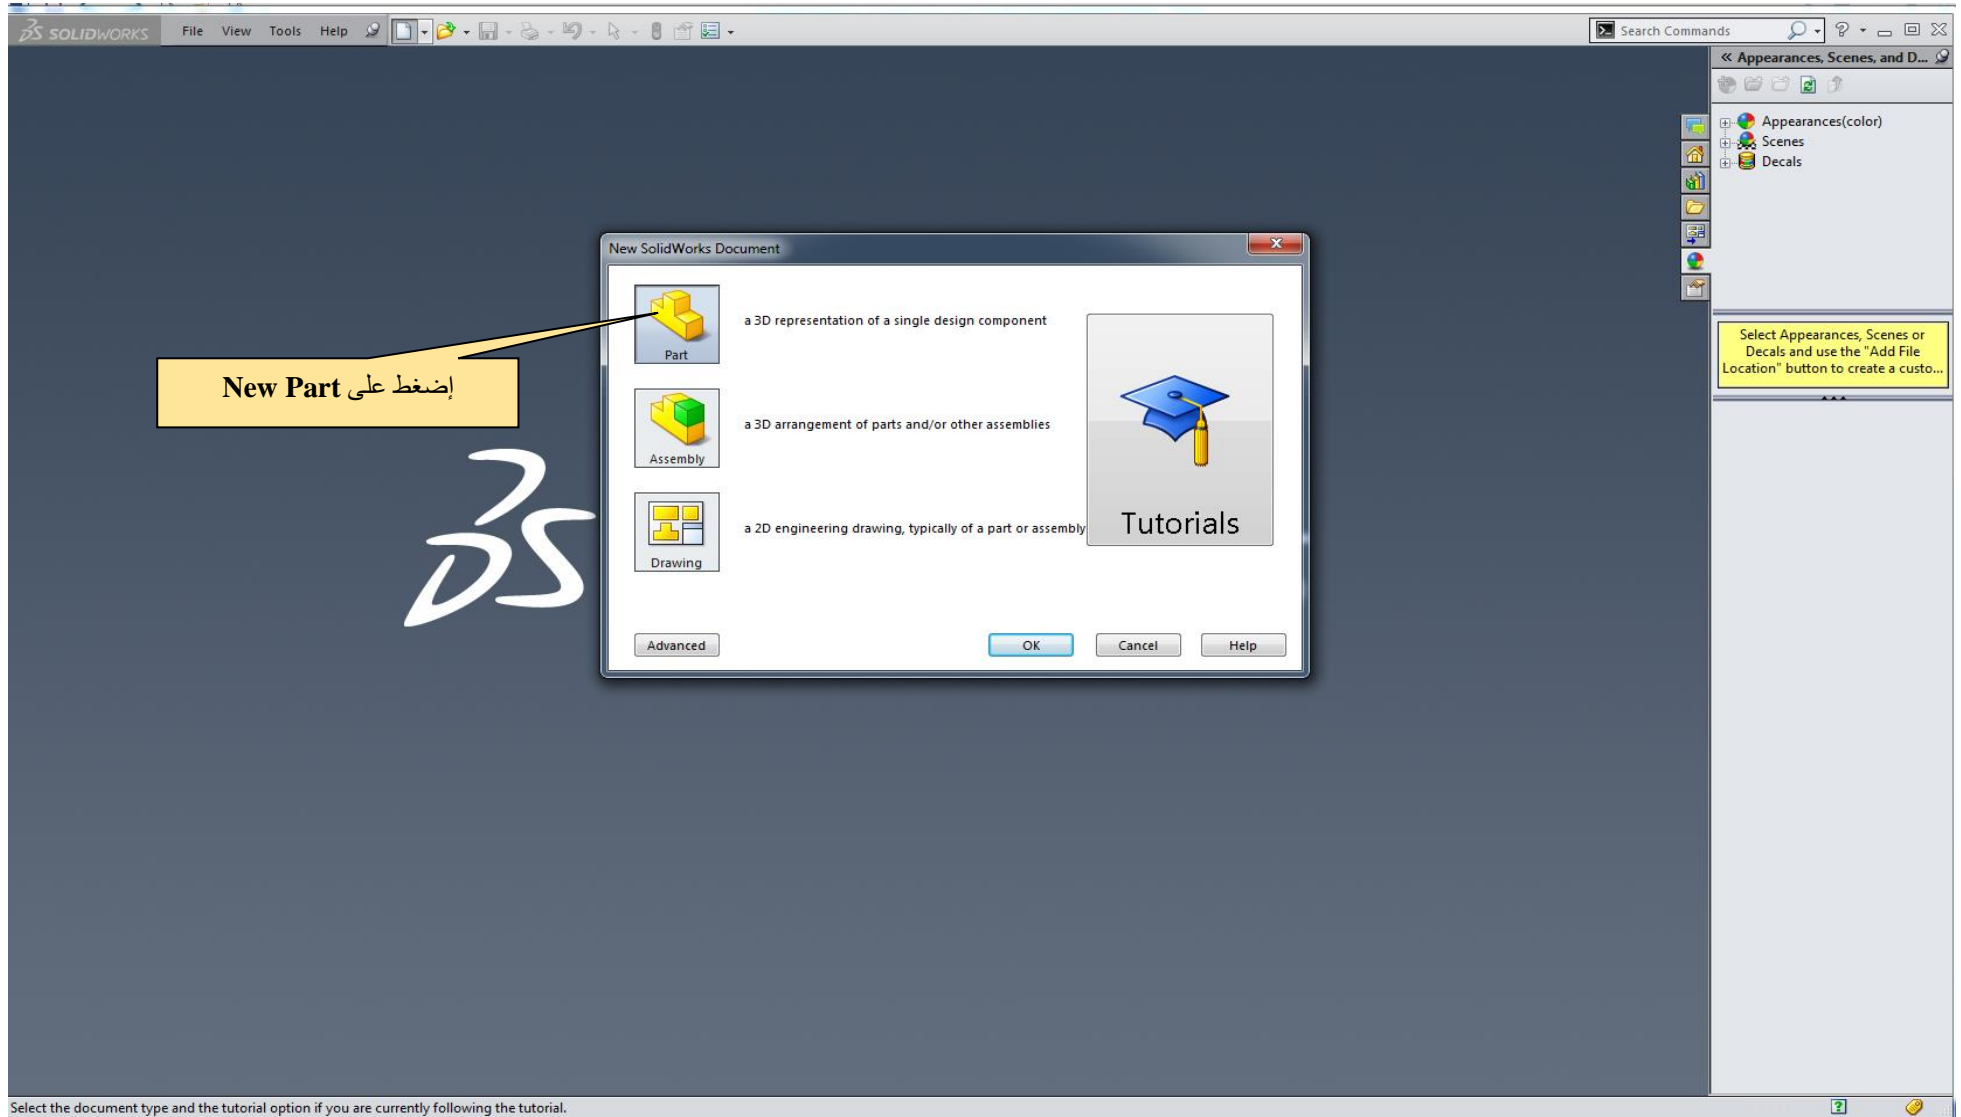 SOLIDWORKS File View Tools Help
Search Commands
Appearances, Scenes, and D...
Appearances(color)
Scenes
Decals
Select Appearances, Scenes or
Decals and use the "Add File
Location" button to create a custo...
New SolidWorks Document
a 3D representation of a single design component
Part
إضغط على New Part
a 3D arrangement of parts and/or other assemblies
Assembly
a 2D engineering drawing, typically of a part or assembly
Drawing
Tutorials
Advanced OK Cancel Help
Select the document type and the tutorial option if you are currently following the tutorial.